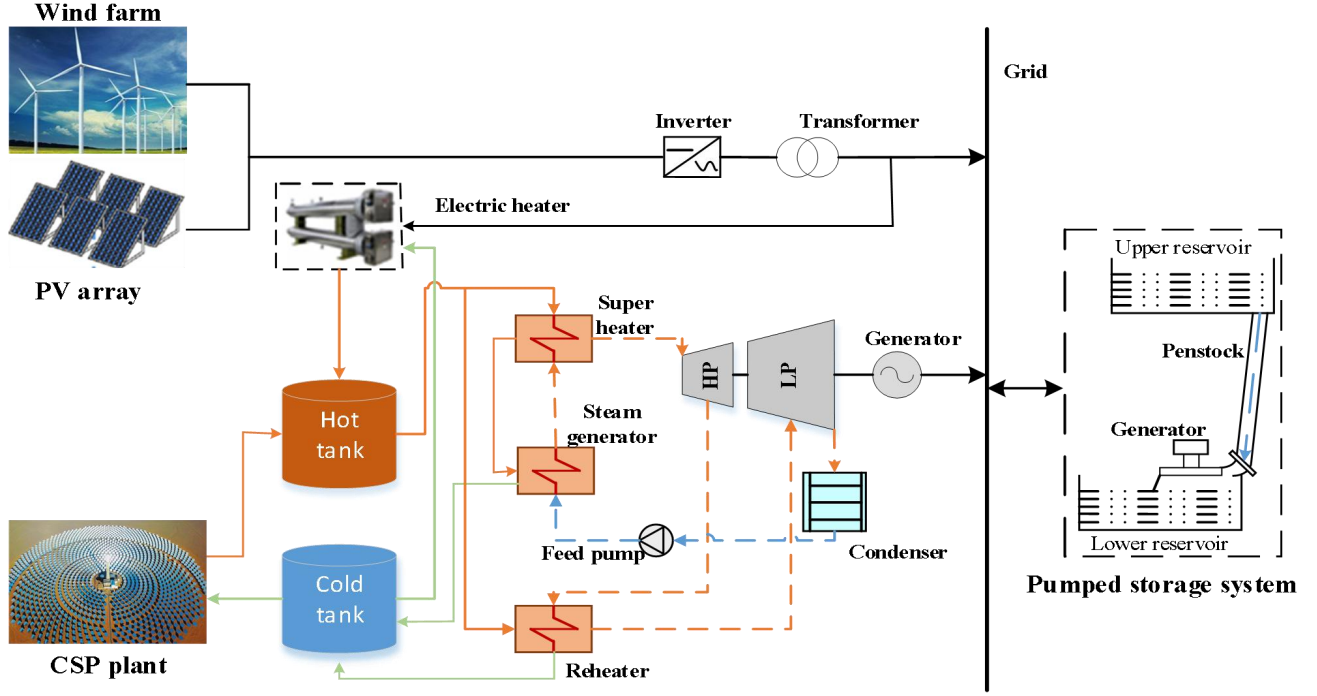 Wind farm
Grid
Inverter
Transformer
Electric heater
PV array
Upper reservoir
Super
heater
Generator
Penstock
HP
LP
Hot
tank
Steam
generator
Generator
Feed pump
Condenser
Lower reservoir
Cold
tank
Pumped storage system
CSP plant
Reheater